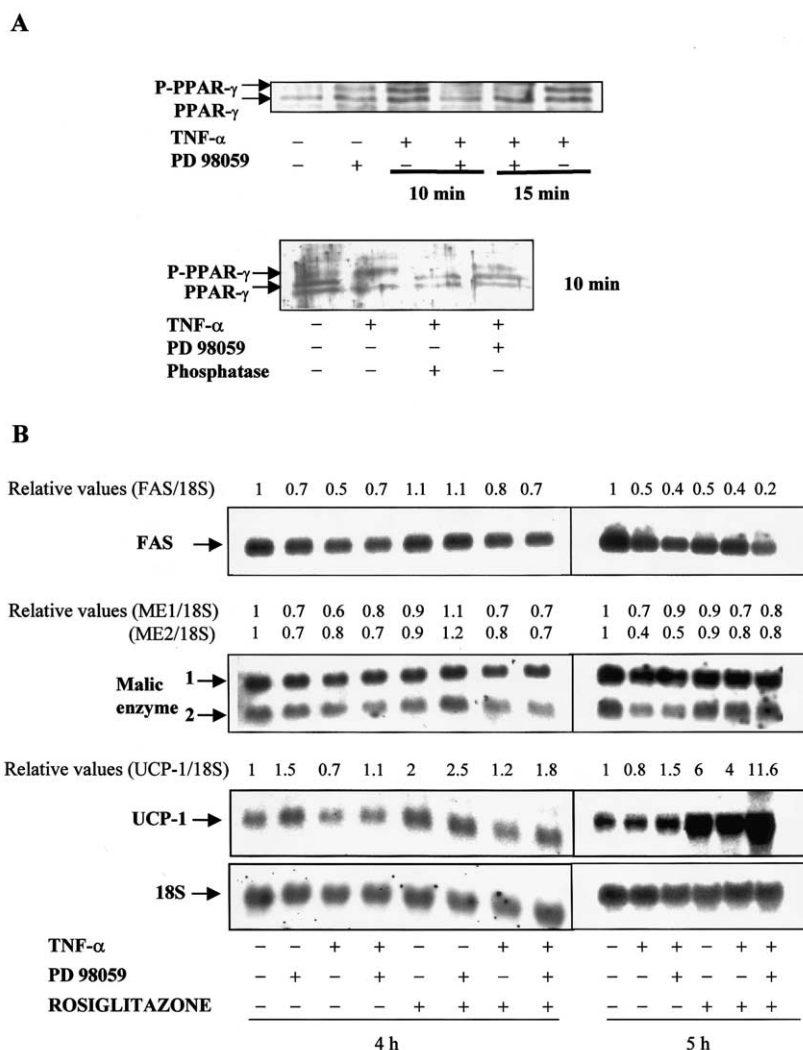 A
P-PPAR-γ
PPAR-γ
TNF-α – – + + + +
PD 98059 – + – + + –
10 min 15 min
P-PPAR-γ
PPAR-γ
10 min
TNF-α – + + +
PD 98059 – – – +
Phosphatase – – + –
B
Relative values (FAS/18S) 1 0.7 0.5 0.7 1.1 1.1 0.8 0.7 1 0.5 0.4 0.5 0.4 0.2
FAS
Relative values (ME1/18S) 1 0.7 0.6 0.8 0.9 1.1 0.7 0.7 1 0.7 0.9 0.9 0.7 0.8
(ME2/18S) 1 0.7 0.8 0.7 0.9 1.2 0.8 0.7 1 0.4 0.5 0.9 0.8 0.8
Malic enzyme 1
2
Relative values (UCP-1/18S) 1 1.5 0.7 1.1 2 2.5 1.2 1.8 1 0.8 1.5 6 4 11.6
UCP-1
18S
TNF-α – – + + – – + + – + + – + +
PD 98059 – + – + – + – + – – + – – +
ROSIGLITAZONE – – – – + + + + – – – + + +
4 h 5 h